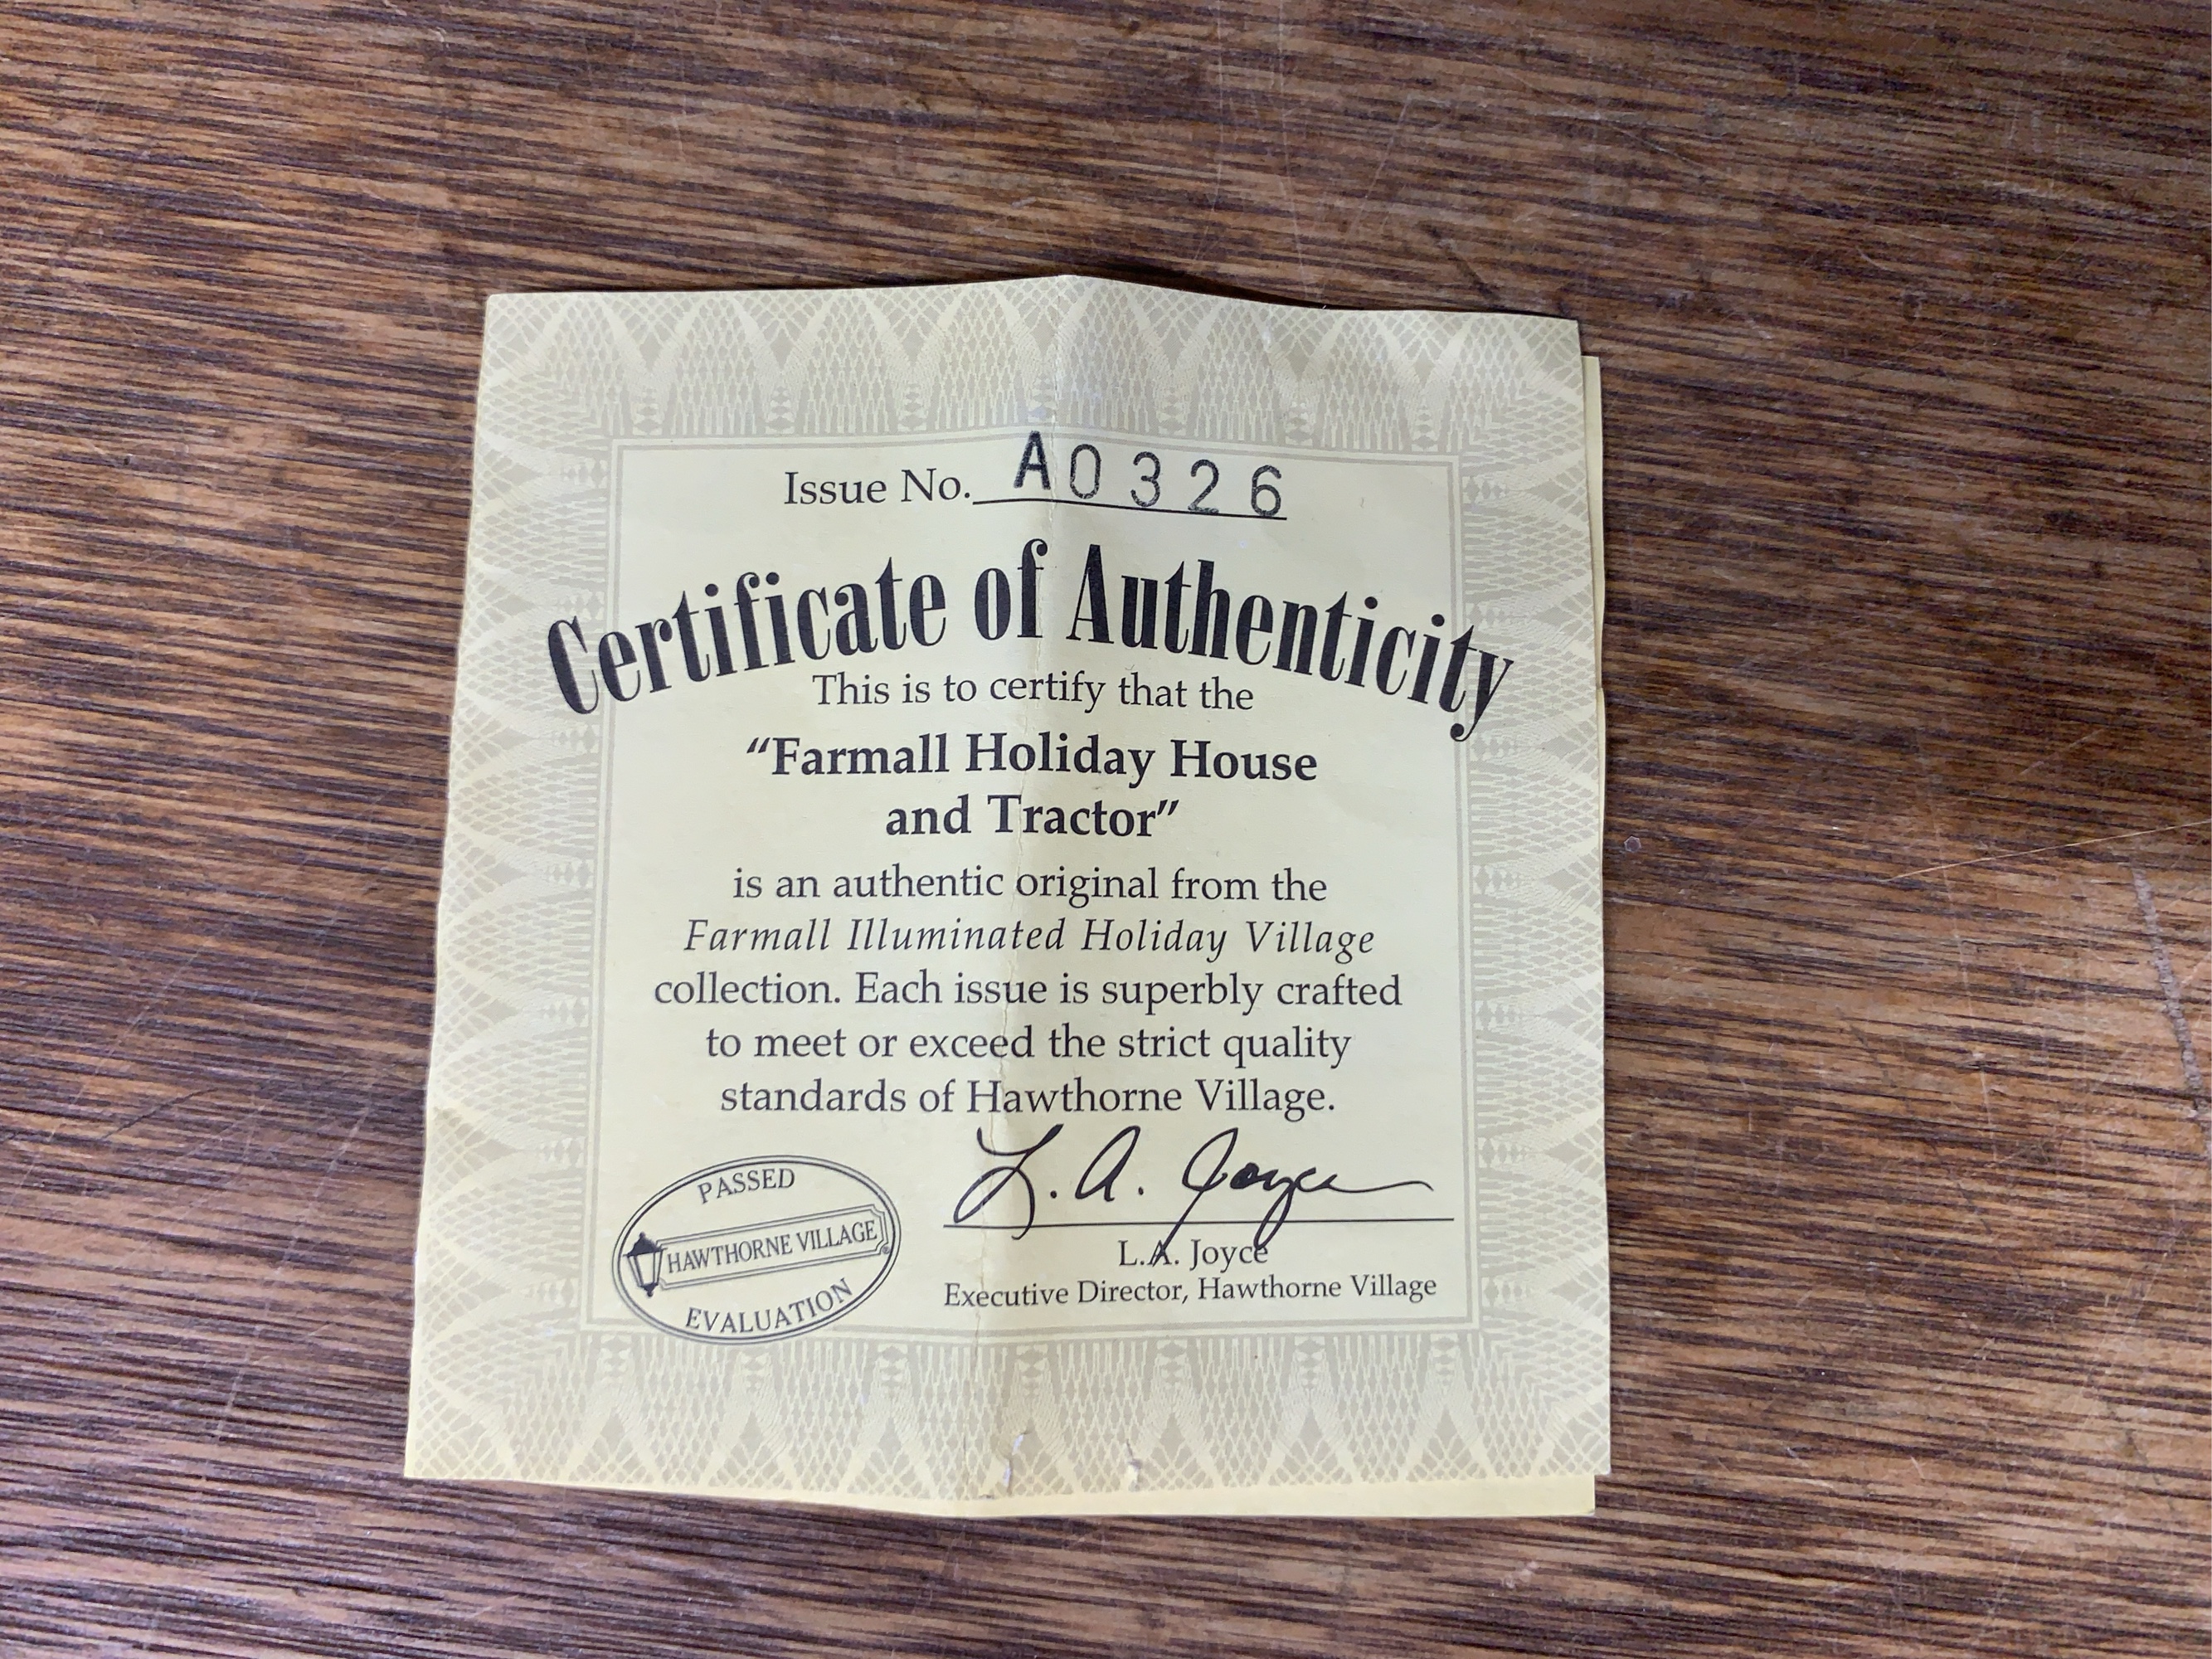 Issue No. A0326
Certificate of Authenticity
This is to certify that the
“Farmall Holiday House
and Tractor”
is an authentic original from the
Farmall Illuminated Holiday Village
collection. Each issue is superbly crafted
to meet or exceed the strict quality
standards of Hawthorne Village.
PASSED
HAWTHORNE VILLAGE®
EVALUATION
L. A. Joyce
L.A. Joyce
Executive Director, Hawthorne Village